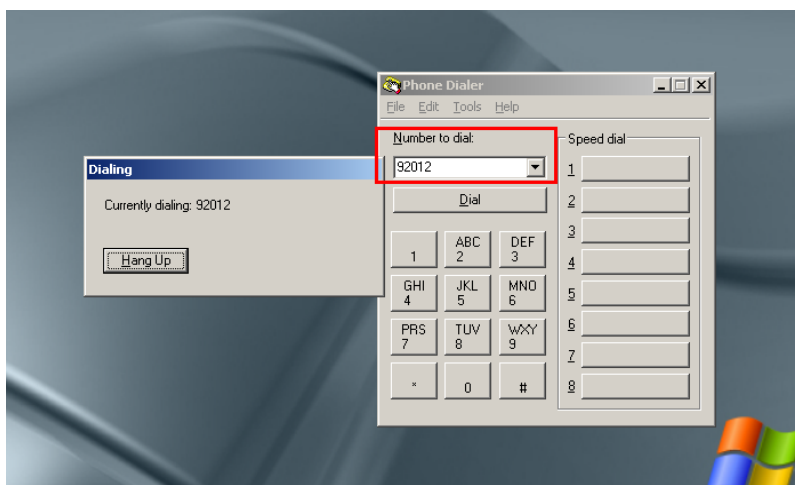 Phone Dialer
File Edit Tools Help
Number to dial:
92012
Dial
1
ABC
2
DEF
3
GHI
4
JKL
5
MNO
6
PRS
7
TUV
8
WXY
9
*
0
#
Speed dial
1
2
3
4
5
6
7
8
Dialing
Currently dialing: 92012
Hang Up